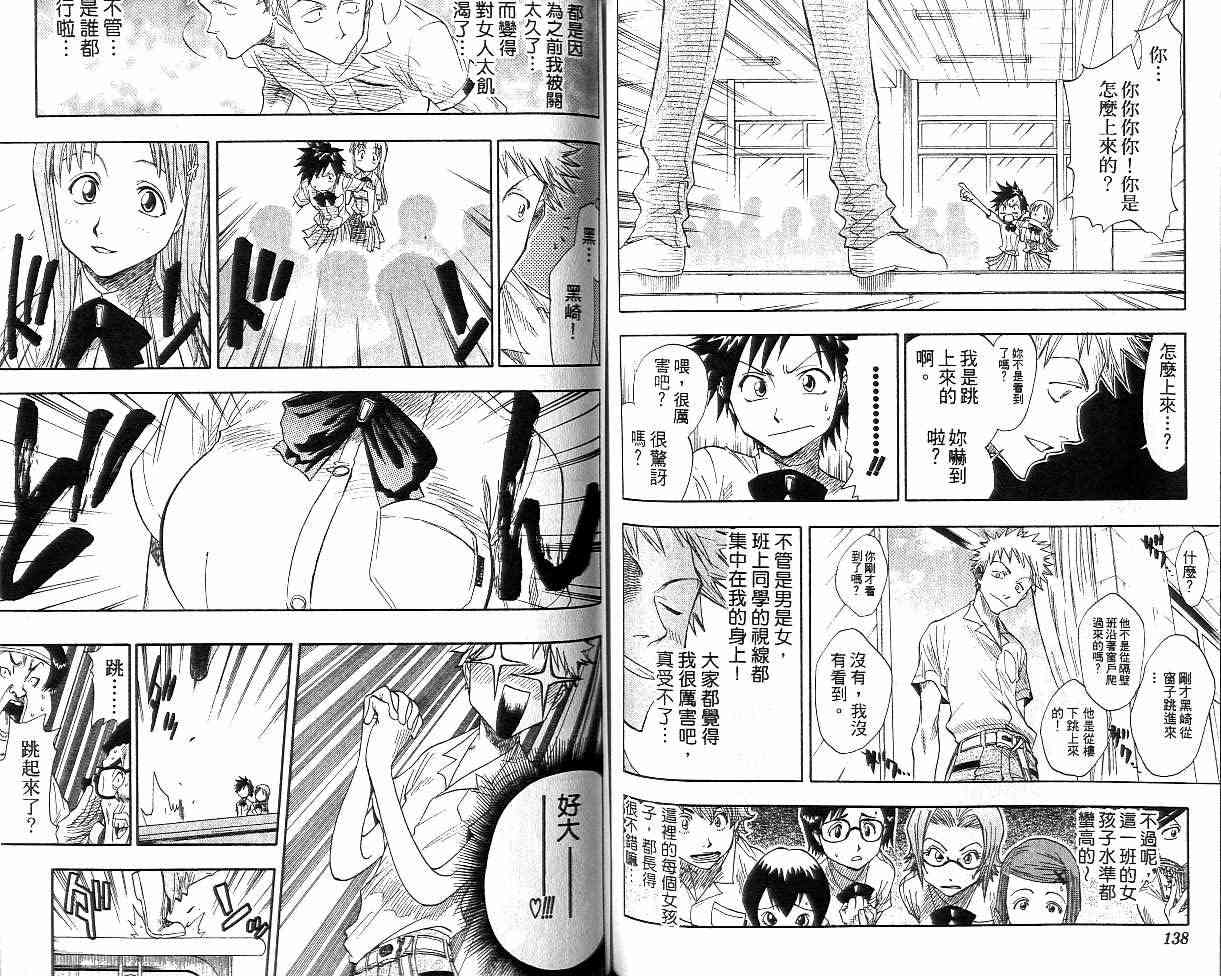 你…
你你你你！你是
怎麼上來的？
怎麼上來…？
妳不是看到
了嗎？
我是跳
上來的
啊。
妳嚇到
啦？
………!!
喂，很厲
害吧？
很驚訝
嗎？
什麼？
剛才黑崎從
窗子跳進來
…
他不是從隔壁
班沿著窗戶爬
過來的嗎？
他是從樓
下跳上來
的！
你剛才看
到了嗎？
沒有，我沒
有看到。
不管是男是女，
班上同學的視線都
集中在我的身上！
大家都覺得
我很厲害吧，
真受不了…
不過呢，
這一班的女
孩子水準都
蠻高的～
這裡的每個女孩
子，都長得
很不錯嘛…
138
都是因
為之前我被關
太久了…
而變得
對女人太飢
渴了…
不管…
是誰都
行啦…
黑…
黑崎！
ドドン
どおん
好大——
♡!!!
跳……
跳起來了？
ダダッ